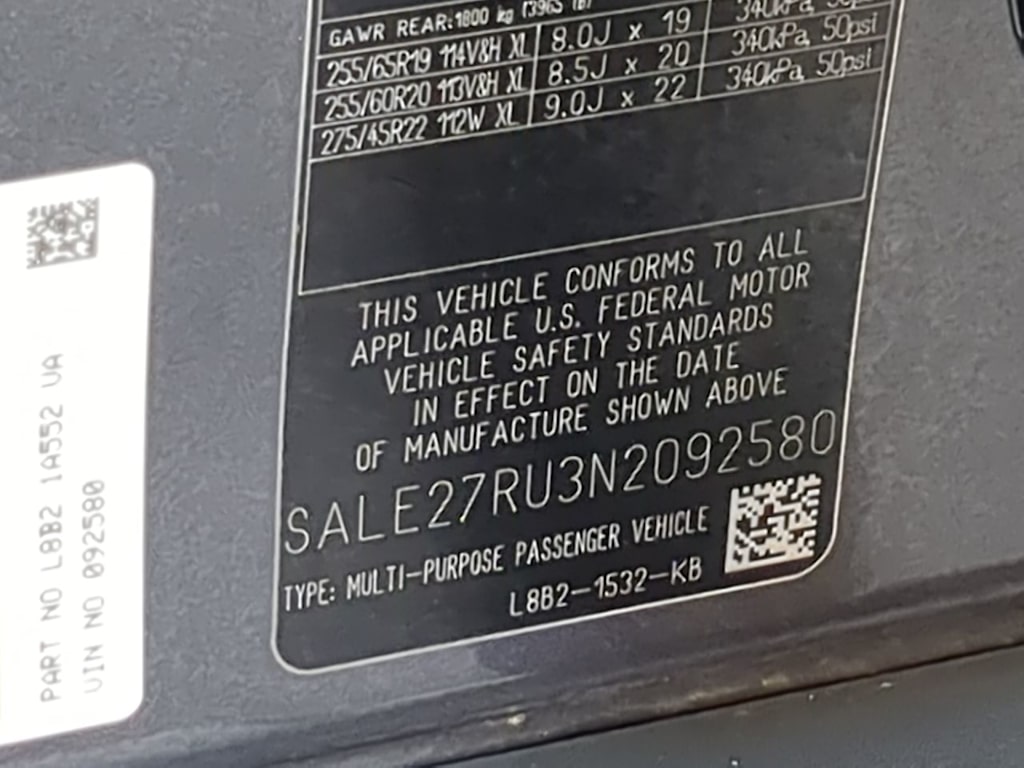 GAWR REAR:1800 kg (3965 lb)
255/65R19 114V&H XL 8.0J x 19 340kPa, 50psi
255/60R20 113V&H XL 8.5J x 20 340kPa, 50psi
275/45R22 112W XL 9.0J x 22 340kPa, 50psi
THIS VEHICLE CONFORMS TO ALL
APPLICABLE U.S. FEDERAL MOTOR
VEHICLE SAFETY STANDARDS
IN EFFECT ON THE DATE
OF MANUFACTURE SHOWN ABOVE
SALE27RU3N2092580
TYPE: MULTI-PURPOSE PASSENGER VEHICLE
L8B2-1532-KB
PART NO L8B2 1A552 UA
VIN NO 092580